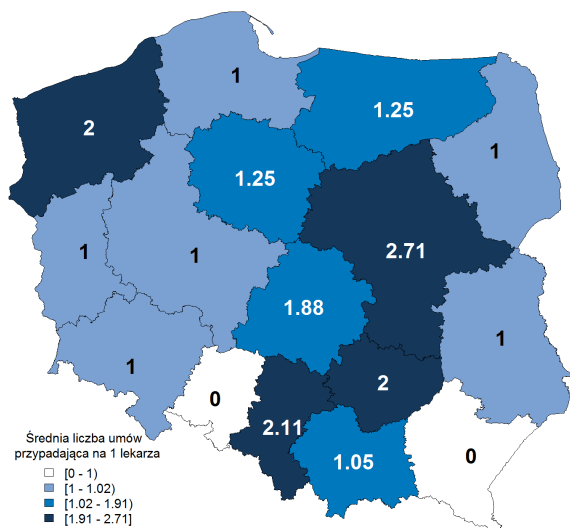 1
1.25
2
1
1.25
2.71
1
1
1.88
1
1
2
0
2.11
1.05
0
Średnia liczba umów
przypadająca na 1 lekarza
[0 - 1)
[1 - 1.02)
[1.02 - 1.91)
[1.91 - 2.71]